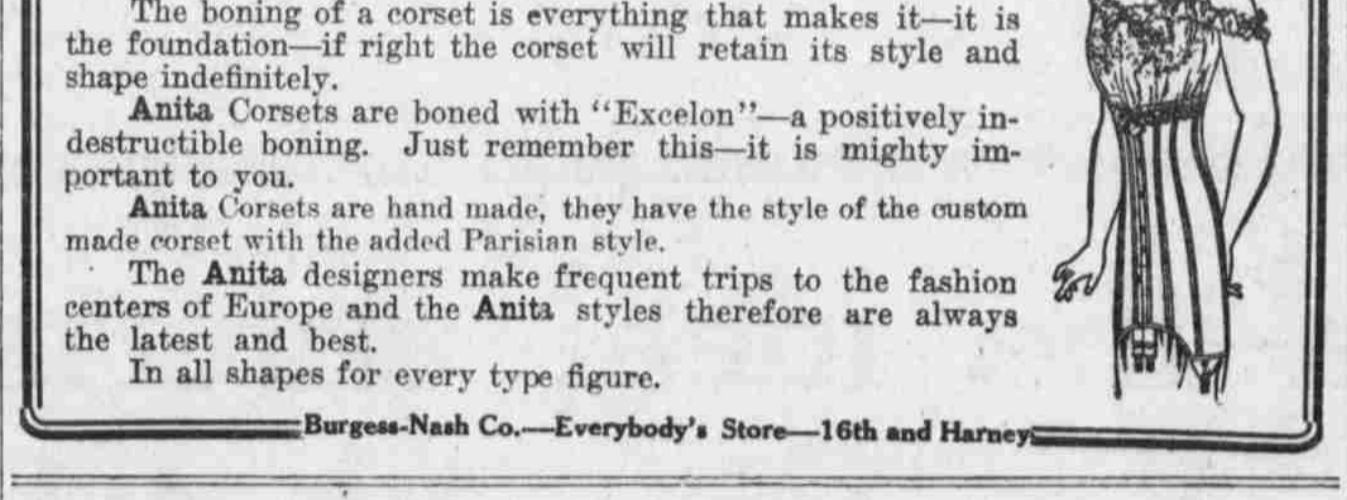 The boning of a corset is everything that makes it—it is
the foundation—if right the corset will retain its style and
shape indefinitely.
Anita Corsets are boned with "Excelon"—a positively in-
destructible boning. Just remember this—it is mighty im-
portant to you.
Anita Corsets are hand made, they have the style of the custom
made corset with the added Parisian style.
The Anita designers make frequent trips to the fashion
centers of Europe and the Anita styles therefore are always
the latest and best.
In all shapes for every type figure.
Burgess-Nash Co.—Everybody's Store—16th and Harney